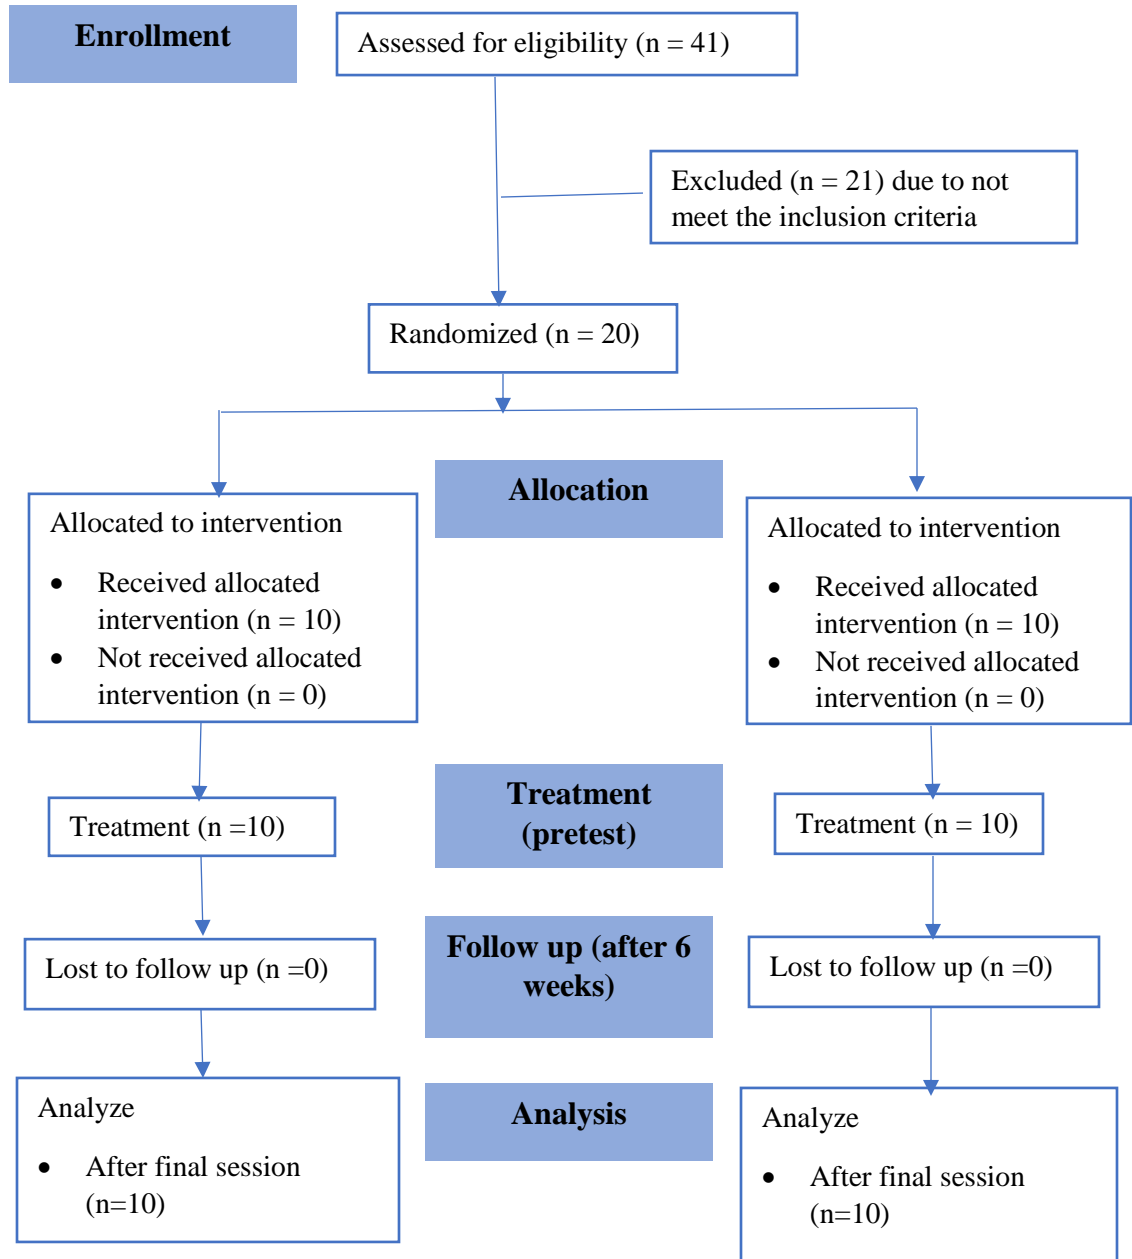 Enrollment
Assessed for eligibility (n = 41)
Excluded (n = 21) due to not
meet the inclusion criteria
Randomized (n = 20)
Allocation
Allocated to intervention
• Received allocated
intervention (n = 10)
• Not received allocated
intervention (n = 0)
Allocated to intervention
• Received allocated
intervention (n = 10)
• Not received allocated
intervention (n = 0)
Treatment
(pretest)
Treatment (n =10)
Treatment (n = 10)
Follow up (after 6
weeks)
Lost to follow up (n =0)
Lost to follow up (n =0)
Analysis
Analyze
• After final session
(n=10)
Analyze
• After final session
(n=10)